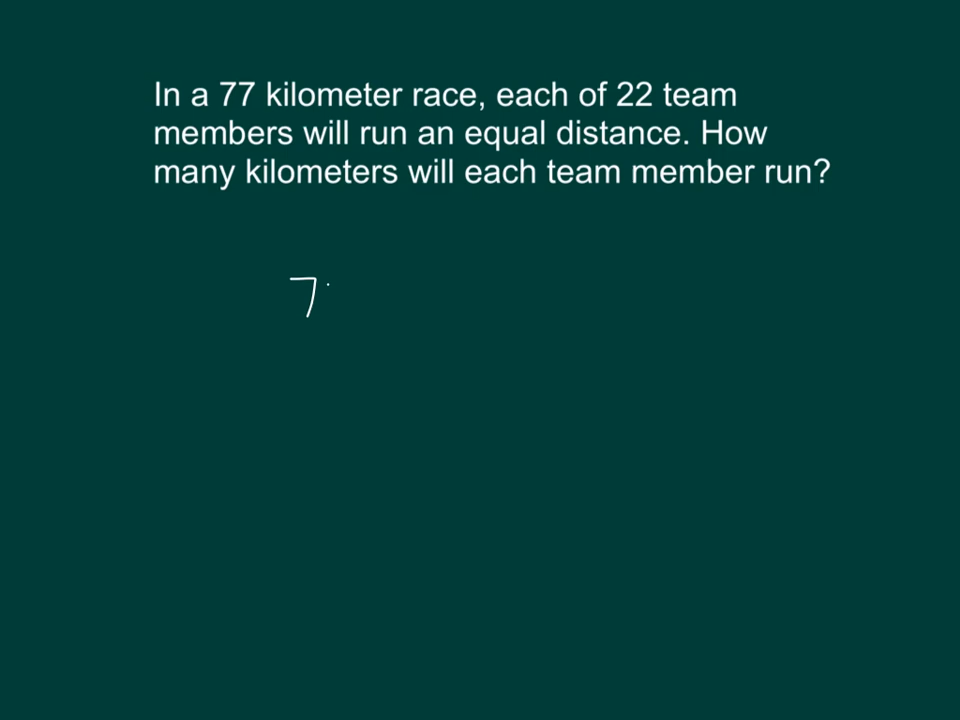 In a 77 kilometer race, each of 22 team
members will run an equal distance. How
many kilometers will each team member run?
7